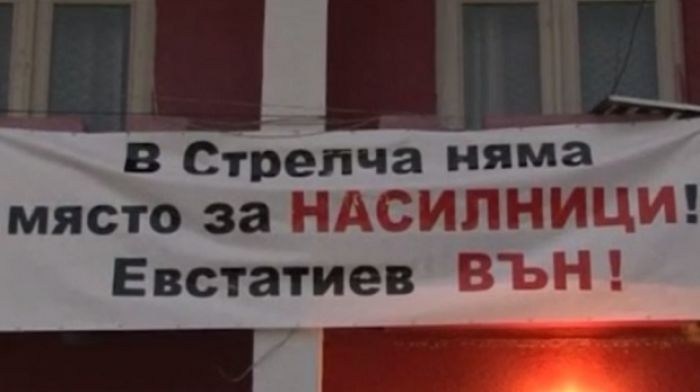 в Стрелча няма
място за НАСИЛНИЦИ!
Евстатиев ВЪН!